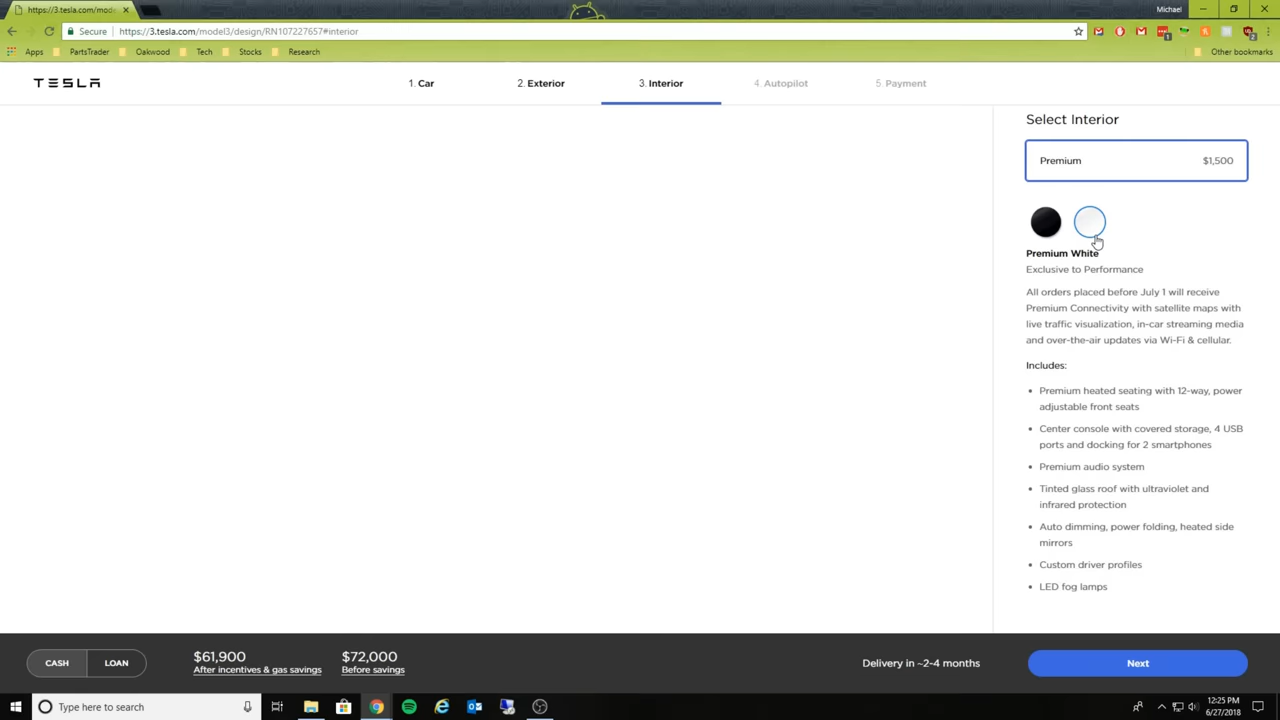 https://3.tesla.com/mod
Michael
Secure https://3.tesla.com/model3/design/RN107227657#interior
Apps PartsTrader Oakwood Tech Stocks Research Other bookmarks
TESLA
1. Car 2. Exterior 3. Interior 4. Autopilot 5. Payment
Select Interior
Premium $1,500
Premium White
Exclusive to Performance
All orders placed before July 1 will receive
Premium Connectivity with satellite maps with
live traffic visualization, in-car streaming media
and over-the-air updates via Wi-Fi & cellular.
Includes:
• Premium heated seating with 12-way, power
adjustable front seats
• Center console with covered storage, 4 USB
ports and docking for 2 smartphones
• Premium audio system
• Tinted glass roof with ultraviolet and
infrared protection
• Auto dimming, power folding, heated side
mirrors
• Custom driver profiles
• LED fog lamps
CASH LOAN
$61,900
After incentives & gas savings
$72,000
Before savings
Delivery in ~2-4 months
Next
Type here to search
12:25 PM
6/27/2018